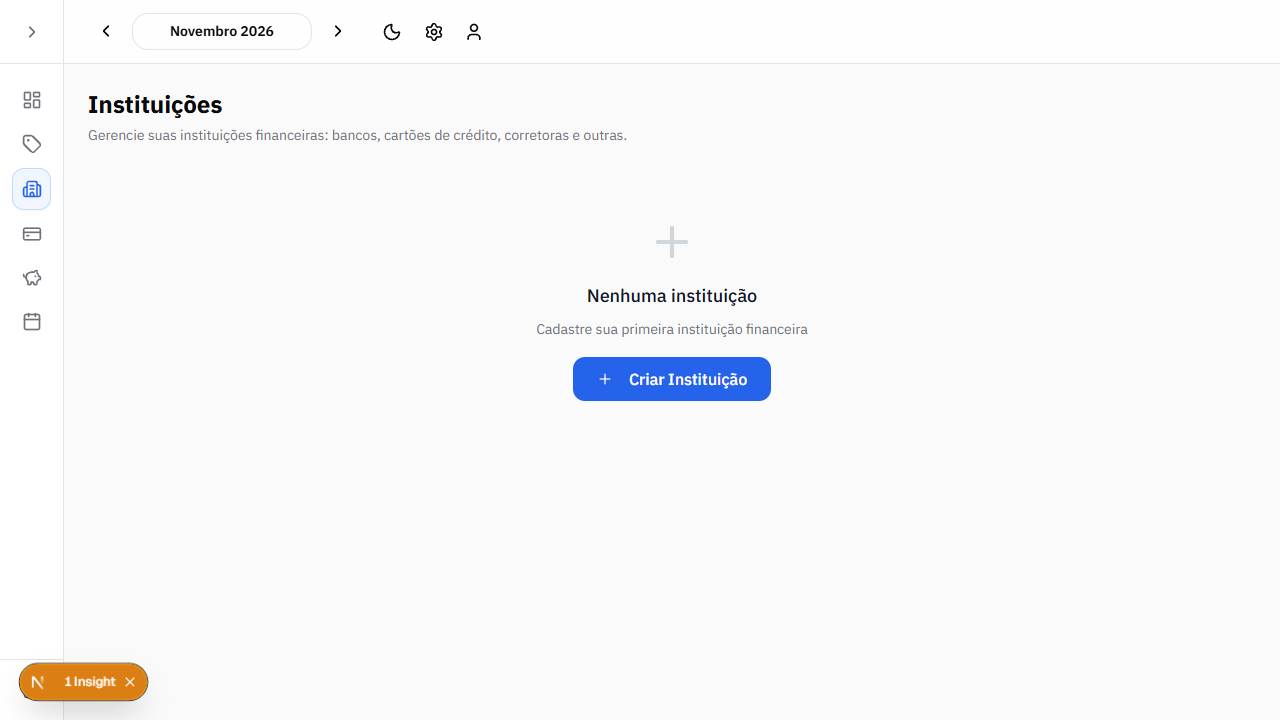 Novembro 2026
Instituições
Gerencie suas instituições financeiras: bancos, cartões de crédito, corretoras e outras.
Nenhuma instituição
Cadastre sua primeira instituição financeira
Criar Instituição
1 Insight